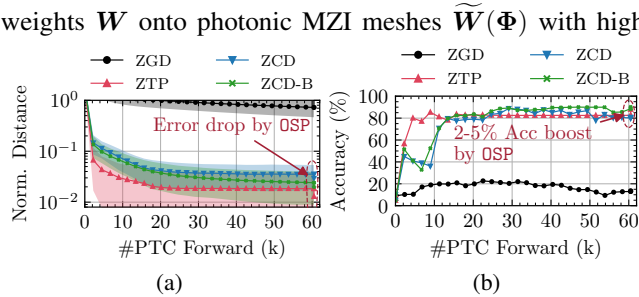 weights W onto photonic MZI meshes W̃(Φ) with hig
ZGD ZCD
ZTP ZCD-B
Norm. Distance
10^0
10^-1
10^-2
Error drop by OSP
0 10 20 30 40 50 60
#PTC Forward (k)
(a)
ZGD ZCD
ZTP ZCD-B
Accuracy (%)
100
80
60
40
20
0
2-5% Acc boost
by OSP
0 10 20 30 40 50 60
#PTC Forward (k)
(b)